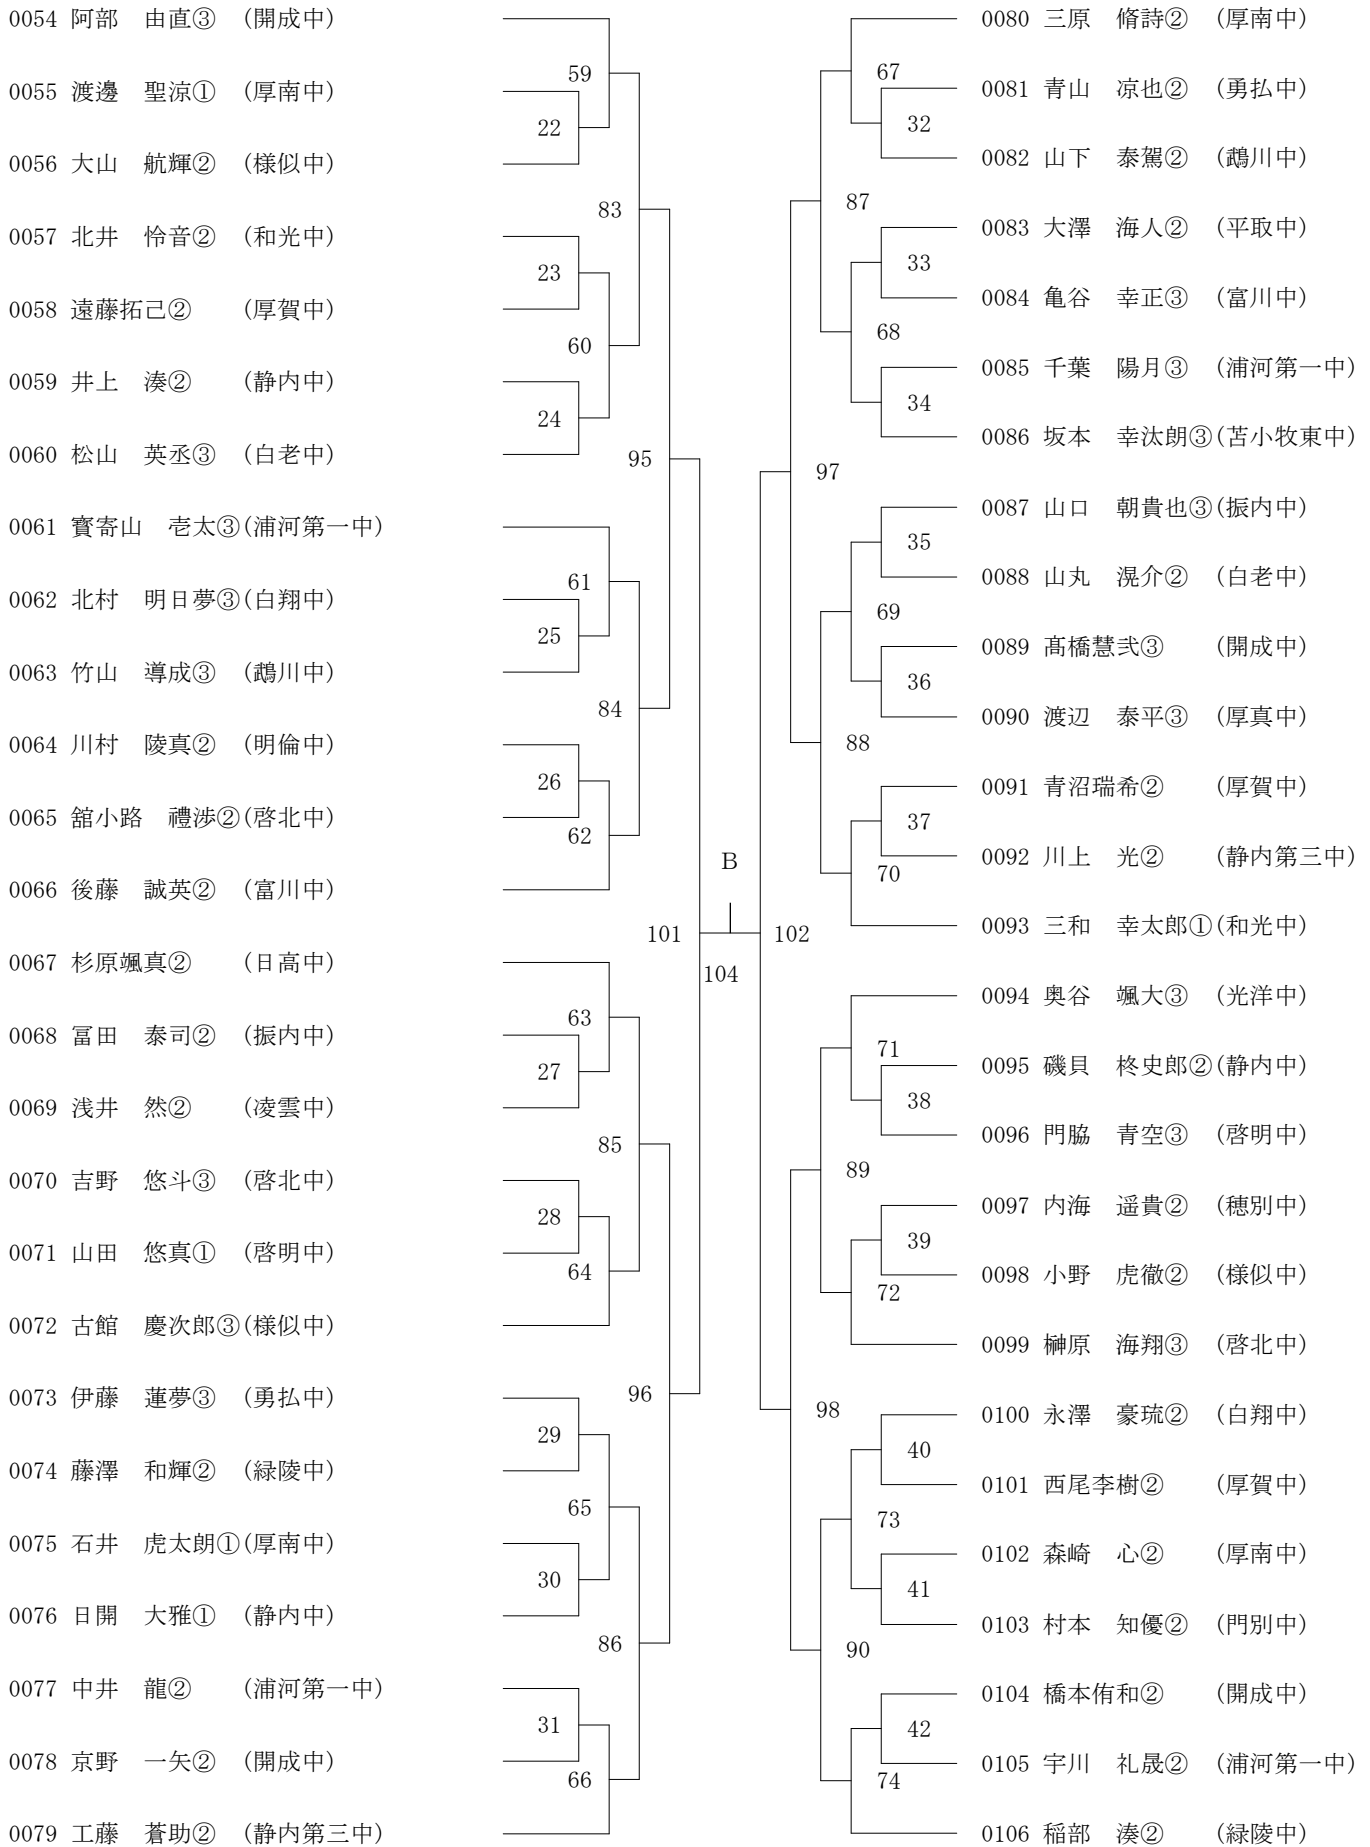 0054 阿部　由直③　(開成中)
59
0055 渡邊　聖涼①　(厚南中)
22
0056 大山　航輝②　(様似中)
83
0057 北井　怜音②　(和光中)
23
0058 遠藤拓己②　　(厚賀中)
60
0059 井上　湊②　　(静内中)
24
0060 松山　英丞③　(白老中)
95
0061 寳寄山　壱太③(浦河第一中)
61
0062 北村　明日夢③(白翔中)
25
0063 竹山　導成③　(鵡川中)
84
0064 川村　陵真②　(明倫中)
26
0065 舘小路　禮渉②(啓北中)
62
0066 後藤　誠英②　(富川中)
101
0067 杉原颯真②　　(日高中)
63
0068 冨田　泰司②　(振内中)
27
0069 浅井　然②　　(凌雲中)
85
0070 吉野　悠斗③　(啓北中)
28
0071 山田　悠真①　(啓明中)
64
0072 古館　慶次郎③(様似中)
96
0073 伊藤　蓮夢③　(勇払中)
29
0074 藤澤　和輝②　(緑陵中)
65
0075 石井　虎太朗①(厚南中)
30
0076 日開　大雅①　(静内中)
86
0077 中井　龍②　　(浦河第一中)
31
0078 京野　一矢②　(開成中)
66
0079 工藤　蒼助②　(静内第三中)
B
104
0080 三原　脩詩②　(厚南中)
67
0081 青山　凉也②　(勇払中)
32
0082 山下　泰駕②　(鵡川中)
87
0083 大澤　海人②　(平取中)
33
0084 亀谷　幸正③　(富川中)
68
0085 千葉　陽月③　(浦河第一中)
34
0086 坂本　幸汰朗③(苫小牧東中)
97
0087 山口　朝貴也③(振内中)
35
0088 山丸　滉介②　(白老中)
69
0089 髙橋慧弐③　　(開成中)
36
0090 渡辺　泰平③　(厚真中)
88
0091 青沼瑞希②　　(厚賀中)
37
0092 川上　光②　　(静内第三中)
70
0093 三和　幸太郎①(和光中)
102
0094 奥谷　颯大③　(光洋中)
71
0095 磯貝　柊史郎②(静内中)
38
0096 門脇　青空③　(啓明中)
89
0097 内海　遥貴②　(穂別中)
39
0098 小野　虎徹②　(様似中)
72
0099 榊原　海翔③　(啓北中)
98
0100 永澤　豪琉②　(白翔中)
40
0101 西尾李樹②　　(厚賀中)
73
0102 森崎　心②　　(厚南中)
41
0103 村本　知優②　(門別中)
90
0104 橋本侑和②　　(開成中)
42
0105 宇川　礼晟②　(浦河第一中)
74
0106 稲部　湊②　　(緑陵中)